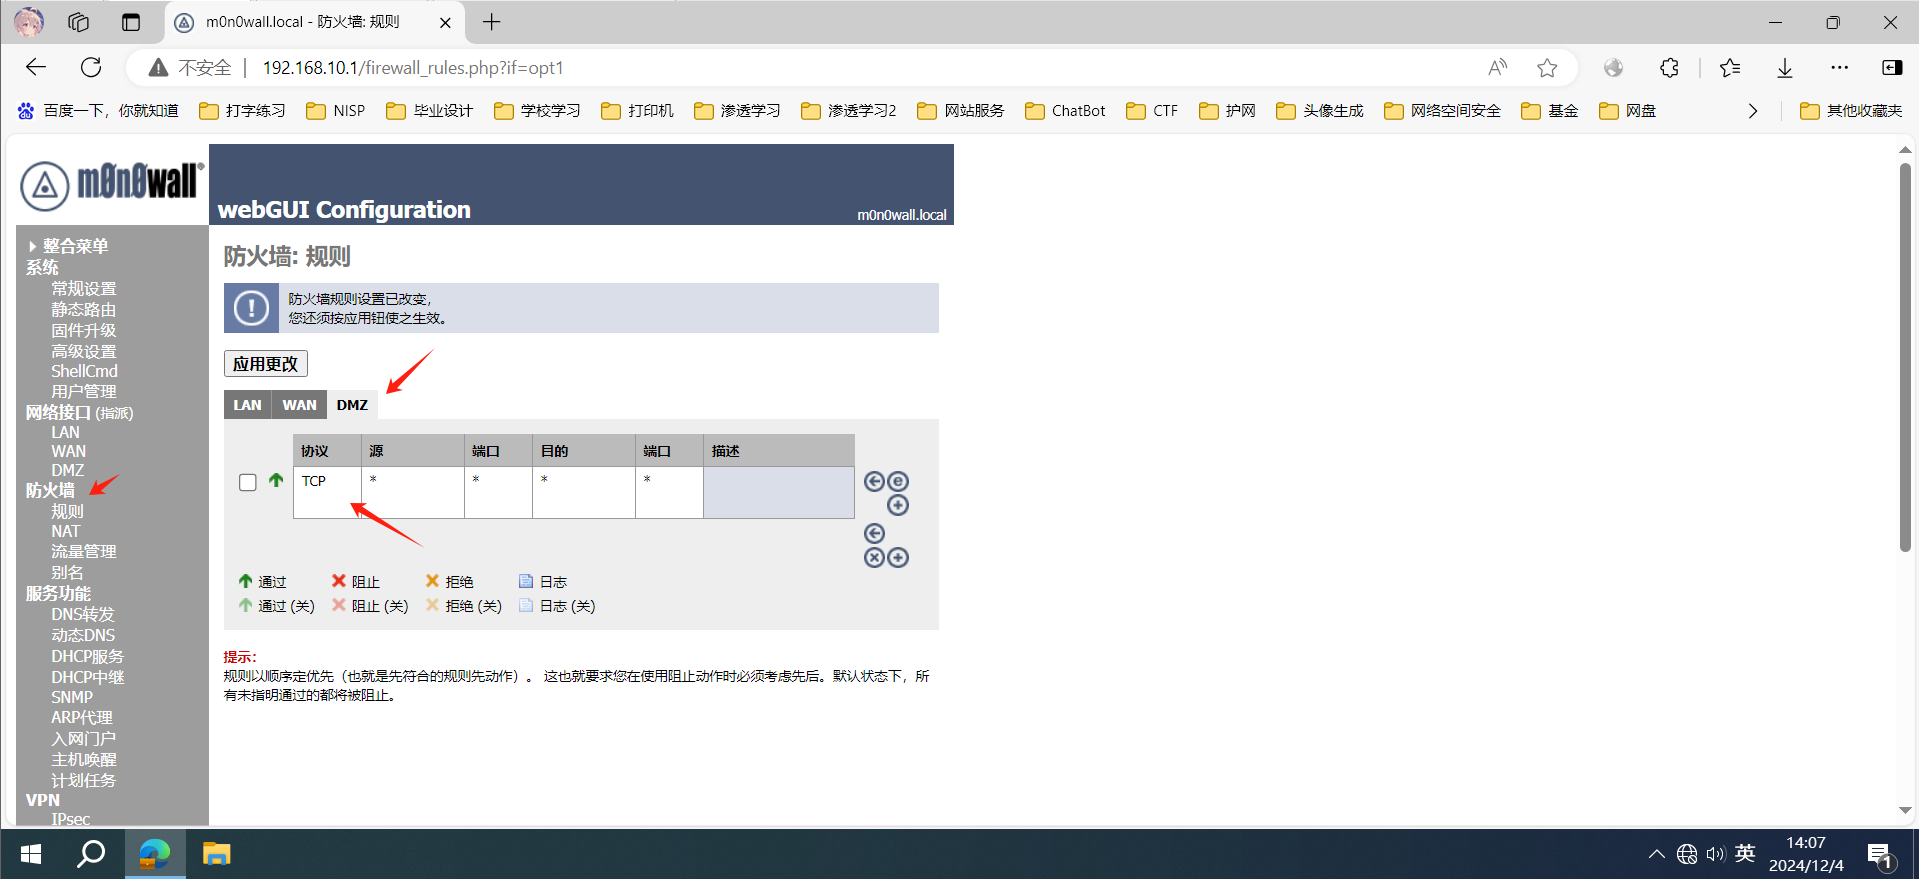 m0n0wall.local - 防火墙: 规则
不安全 192.168.10.1/firewall_rules.php?if=opt1
百度一下，你就知道 打字练习 NISP 毕业设计 学校学习 打印机 渗透学习 渗透学习2 网站服务 ChatBot CTF 护网 头像生成 网络空间安全 基金 网盘 其他收藏夹
m0n0wall
webGUI Configuration
m0n0wall.local
整合菜单
系统
常规设置
静态路由
固件升级
高级设置
ShellCmd
用户管理
网络接口 (指派)
LAN
WAN
DMZ
防火墙
规则
NAT
流量管理
别名
服务功能
DNS转发
动态DNS
DHCP服务
DHCP中继
SNMP
ARP代理
入网门户
主机唤醒
计划任务
VPN
IPsec
防火墙: 规则
防火墙规则设置已改变，
您还须按应用钮使之生效。
应用更改
LAN WAN DMZ
协议 源 端口 目的 端口 描述
TCP * * * *
通过 阻止 拒绝 日志
通过 (关) 阻止 (关) 拒绝 (关) 日志 (关)
提示：
规则以顺序定优先（也就是先符合的规则先动作）。 这也就要求您在使用阻止动作时必须考虑先后。默认状态下，所
有未指明通过的都将被阻止。
英
14:07
2024/12/4
1